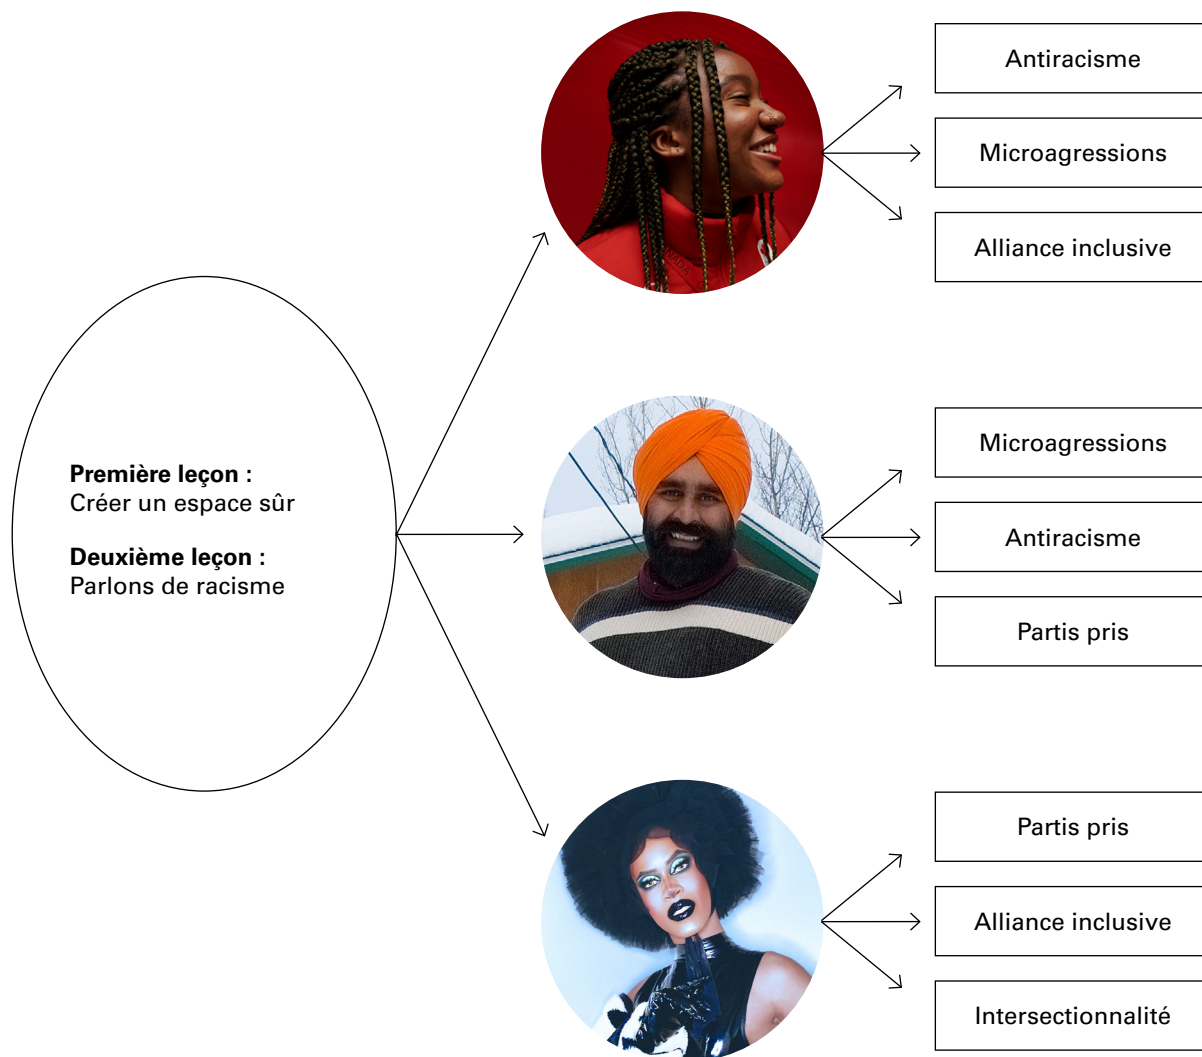 Première leçon :
Créer un espace sûr
Deuxième leçon :
Parlons de racisme
Antiracisme
Microagressions
Alliance inclusive
Microagressions
Antiracisme
Partis pris
Partis pris
Alliance inclusive
Intersectionnalité